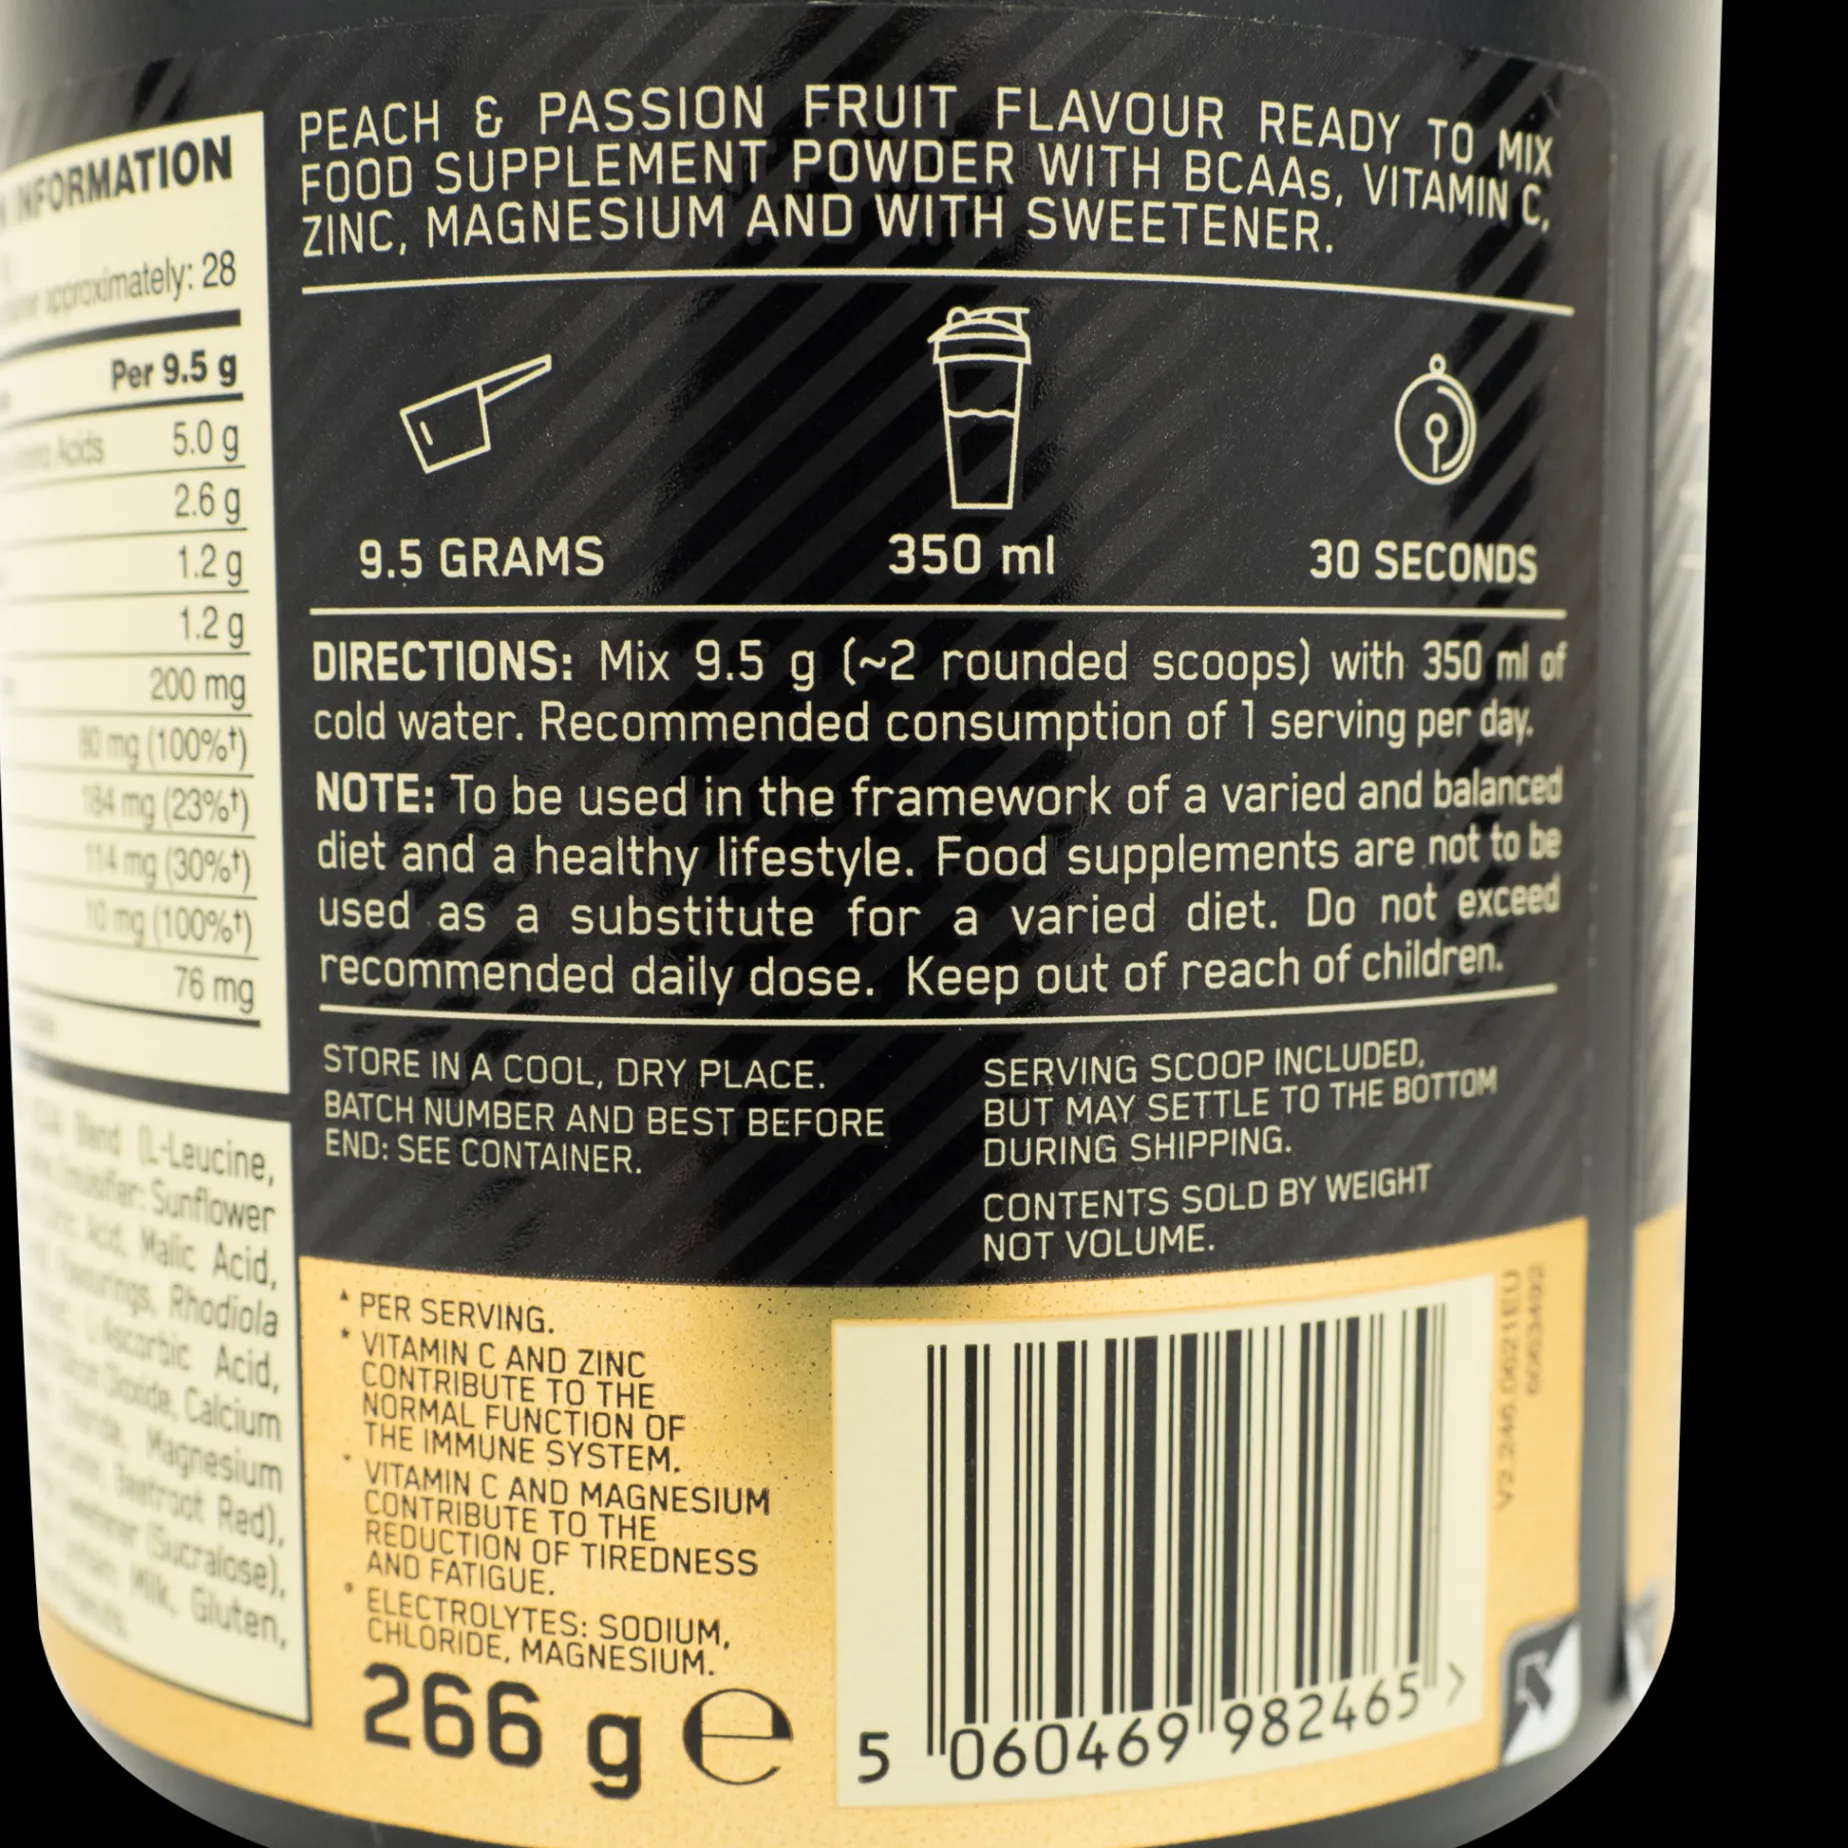 INFORMATION
approximately: 28
Per 9.5 g
Amino Acids 5.0 g
2.6 g
1.2 g
1.2 g
200 mg
80 mg (100%†)
184 mg (23%†)
114 mg (30%†)
10 mg (100%†)
76 mg
(L-Leucine,
Sunflower
Acid, Malic Acid,
Flavourings, Rhodiola
L-Ascorbic Acid,
Dioxide, Calcium
Magnesium
Beetroot Red),
Sweetener (Sucralose),
Milk, Gluten,
PEACH & PASSION FRUIT FLAVOUR READY TO MIX
FOOD SUPPLEMENT POWDER WITH BCAAs, VITAMIN C,
ZINC, MAGNESIUM AND WITH SWEETENER.
9.5 GRAMS
350 ml
30 SECONDS
DIRECTIONS: Mix 9.5 g (~2 rounded scoops) with 350 ml of
cold water. Recommended consumption of 1 serving per day.
NOTE: To be used in the framework of a varied and balanced
diet and a healthy lifestyle. Food supplements are not to be
used as a substitute for a varied diet. Do not exceed
recommended daily dose. Keep out of reach of children.
STORE IN A COOL, DRY PLACE.
BATCH NUMBER AND BEST BEFORE
END: SEE CONTAINER.
SERVING SCOOP INCLUDED,
BUT MAY SETTLE TO THE BOTTOM
DURING SHIPPING.
CONTENTS SOLD BY WEIGHT
NOT VOLUME.
PER SERVING.
VITAMIN C AND ZINC
CONTRIBUTE TO THE
NORMAL FUNCTION OF
THE IMMUNE SYSTEM.
VITAMIN C AND MAGNESIUM
CONTRIBUTE TO THE
REDUCTION OF TIREDNESS
AND FATIGUE.
ELECTROLYTES: SODIUM,
CHLORIDE, MAGNESIUM.
266 g ℮
5 060469 982465 >